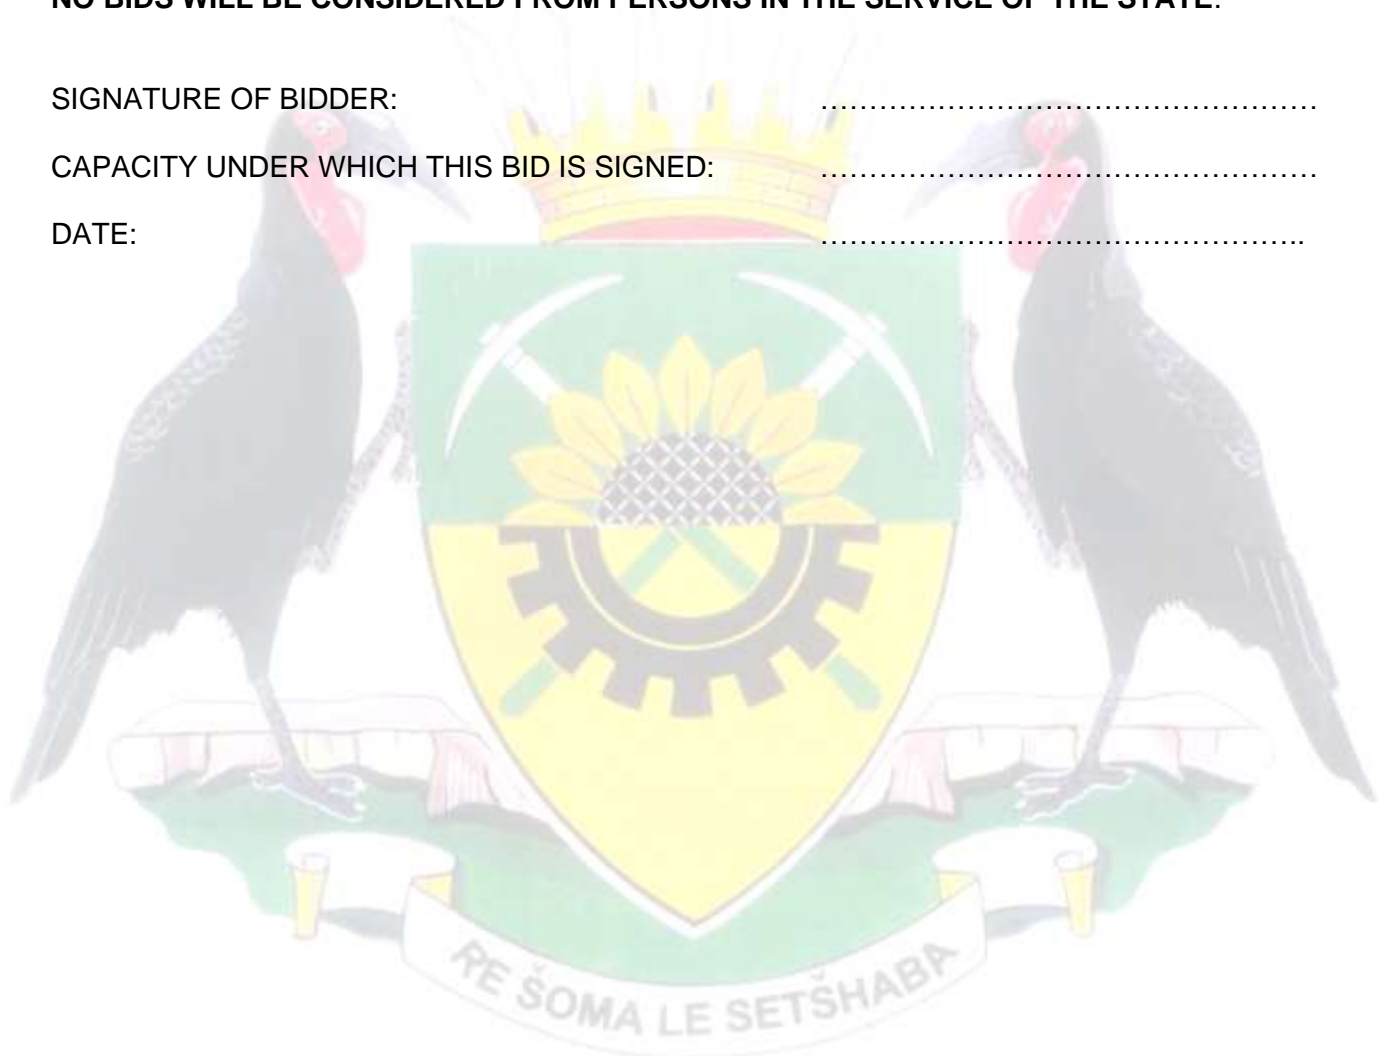 NO BIDS WILL BE CONSIDERED FROM PERSONS IN THE SERVICE OF THE STATE.
SIGNATURE OF BIDDER: ……………………………………………
CAPACITY UNDER WHICH THIS BID IS SIGNED: ……………………………………………
DATE: …………………………………………..
RE ŠOMA LE SETŠHABA